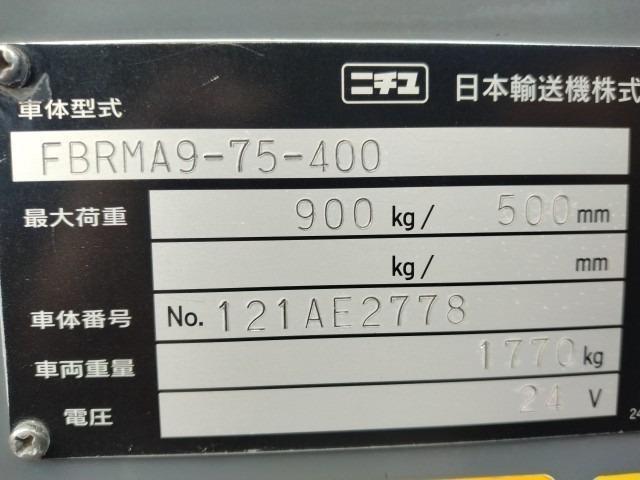 ニチユ 日本輸送機株式
車体型式
FBRMA9-75-400
最大荷重 900 kg/ 500 mm
kg/ mm
車体番号 No. 121AE2778
車両重量 1770 kg
電圧 24 V
24